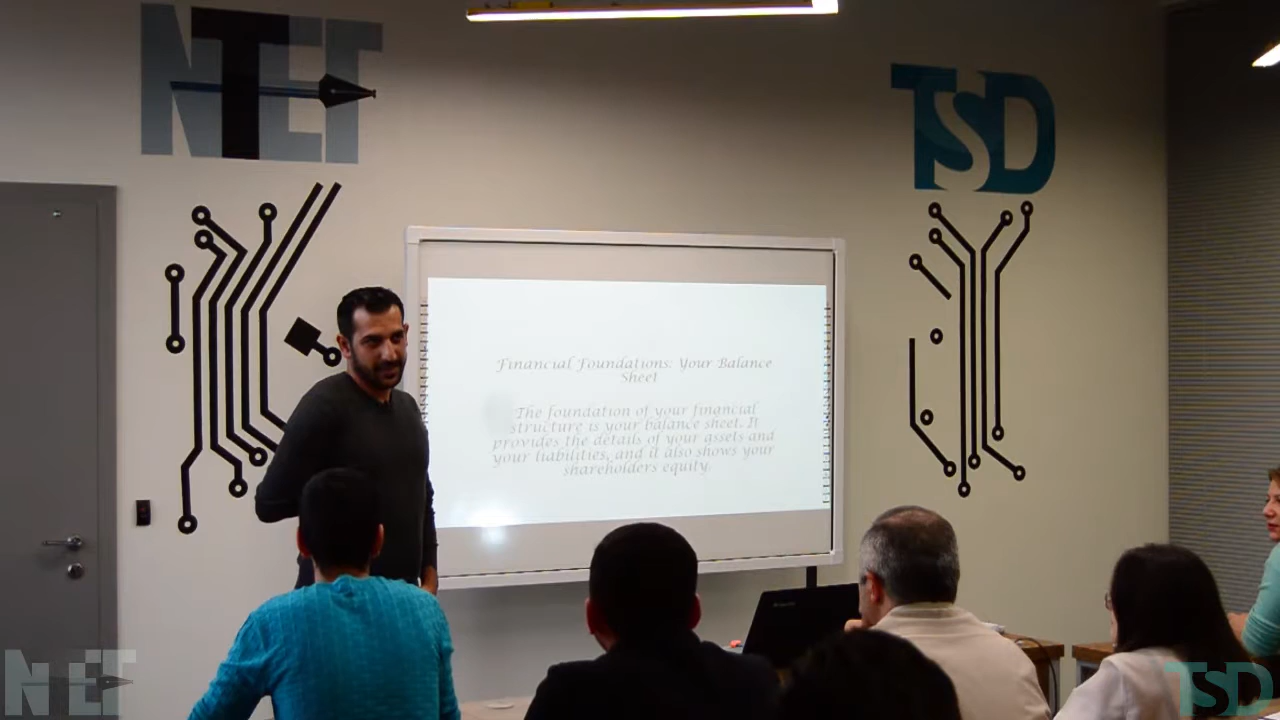 NTET
TSD
Financial Foundations: Your Balance
Sheet
The foundation of your financial
structure is your balance sheet. It
provides the details of your assets and
your liabilities, and it also shows your
shareholders equity.
NTET
TSD